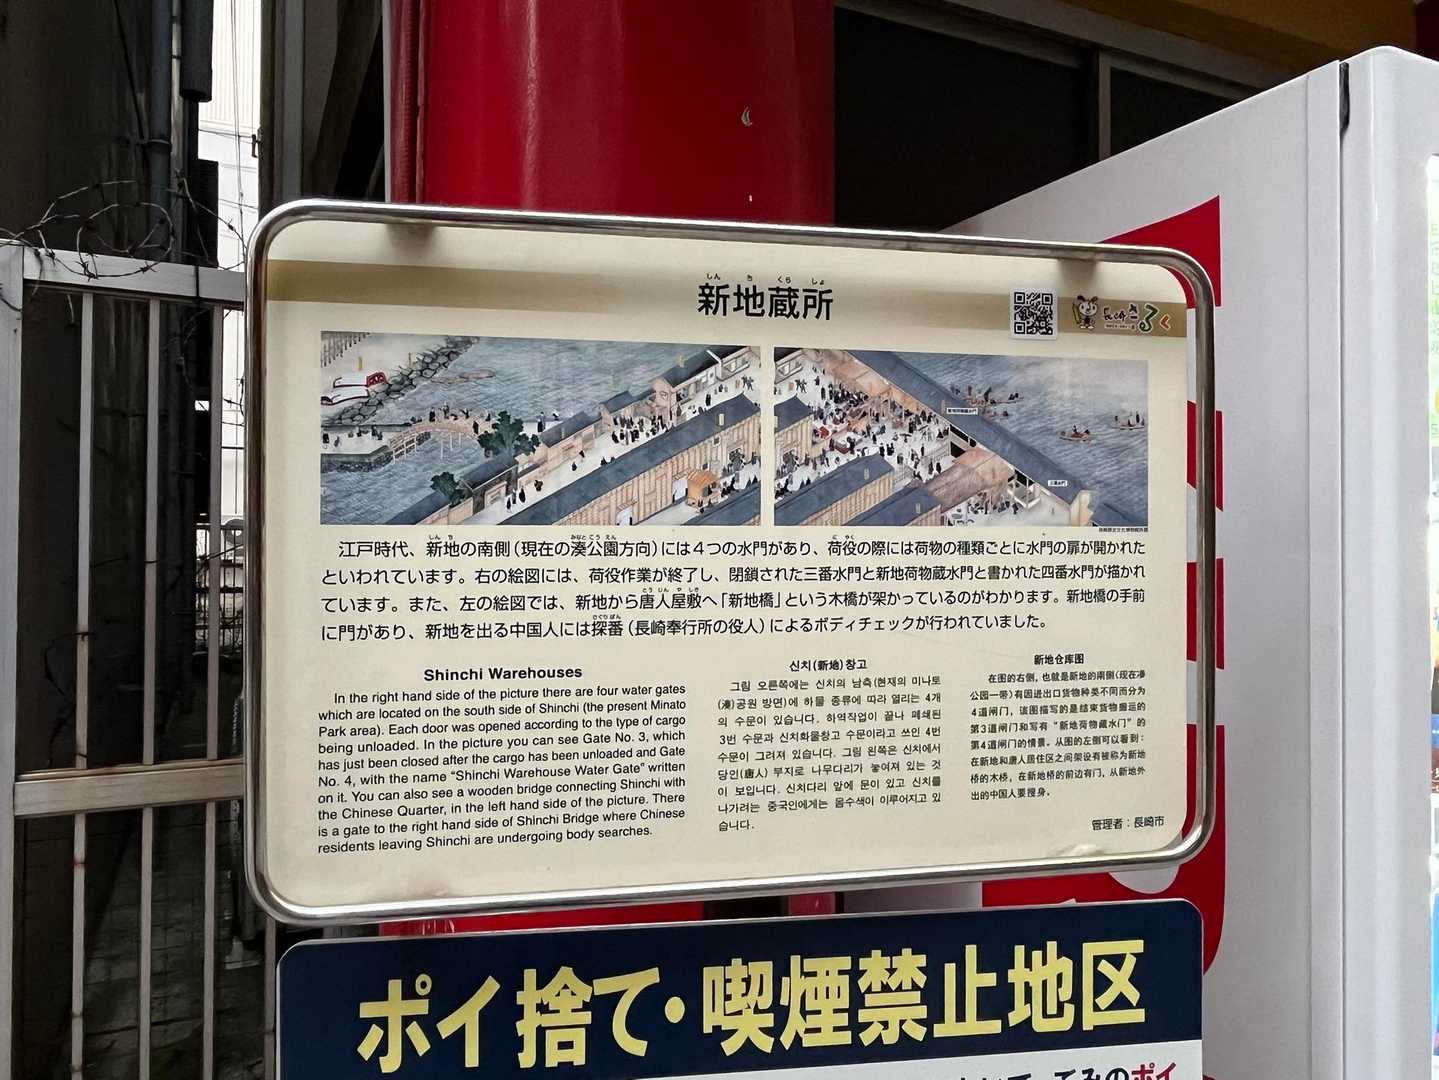 新地蔵所
しん ち くら しょ
長崎さるく
江戸時代、新地の南側(現在の湊公園方向)には4つの水門があり、荷役の際には荷物の種類ごとに水門の扉が開かれた
といわれています。右の絵図には、荷役作業が終了し、閉鎖された三番水門と新地荷物蔵水門と書かれた四番水門が描かれ
ています。また、左の絵図では、新地から唐人屋敷へ「新地橋」という木橋が架かっているのがわかります。新地橋の手前
に門があり、新地を出る中国人には探番(長崎奉行所の役人)によるボディチェックが行われていました。
Shinchi Warehouses
In the right hand side of the picture there are four water gates
which are located on the south side of Shinchi (the present Minato
Park area). Each door was opened according to the type of cargo
being unloaded. In the picture you can see Gate No. 3, which
has just been closed after the cargo has been unloaded and Gate
No. 4, with the name “Shinchi Warehouse Water Gate” written
on it. You can also see a wooden bridge connecting Shinchi with
the Chinese Quarter, in the left hand side of the picture. There
is a gate to the right hand side of Shinchi Bridge where Chinese
residents leaving Shinchi are undergoing body searches.
신치(新地)창고
그림 오른쪽에는 신치의 남측(현재의 미나토
(湊)공원 방면)에 하물 종류에 따라 열리는 4개
의 수문이 있습니다. 하역작업이 끝나 폐쇄된
3번 수문과 신치화물창고 수문이라고 쓰인 4번
수문이 그려져 있습니다. 그림 왼쪽은 신치에서
당인(唐人) 부지로 나무다리가 놓여져 있는 것
이 보입니다. 신치다리 앞에 문이 있고 신치를
나가려는 중국인에게는 몸수색이 이루어지고 있
습니다.
新地仓库图
在图的右侧, 也就是新地的南侧(现在凑
公园一带)有因进出口货物种类不同而分为
4道闸门, 该图描写的是结束货物搬运的
第3道闸门和写有“新地荷物藏水门”的
第4道闸门的情景。从图的左侧可以看到:
在新地和唐人居住区之间架设有被称为新地
桥的木桥, 在新地桥的前边有门, 从新地外
出的中国人要搜身。
管理者:長崎市
ポイ捨て・喫煙禁止地区
ごみのポイ